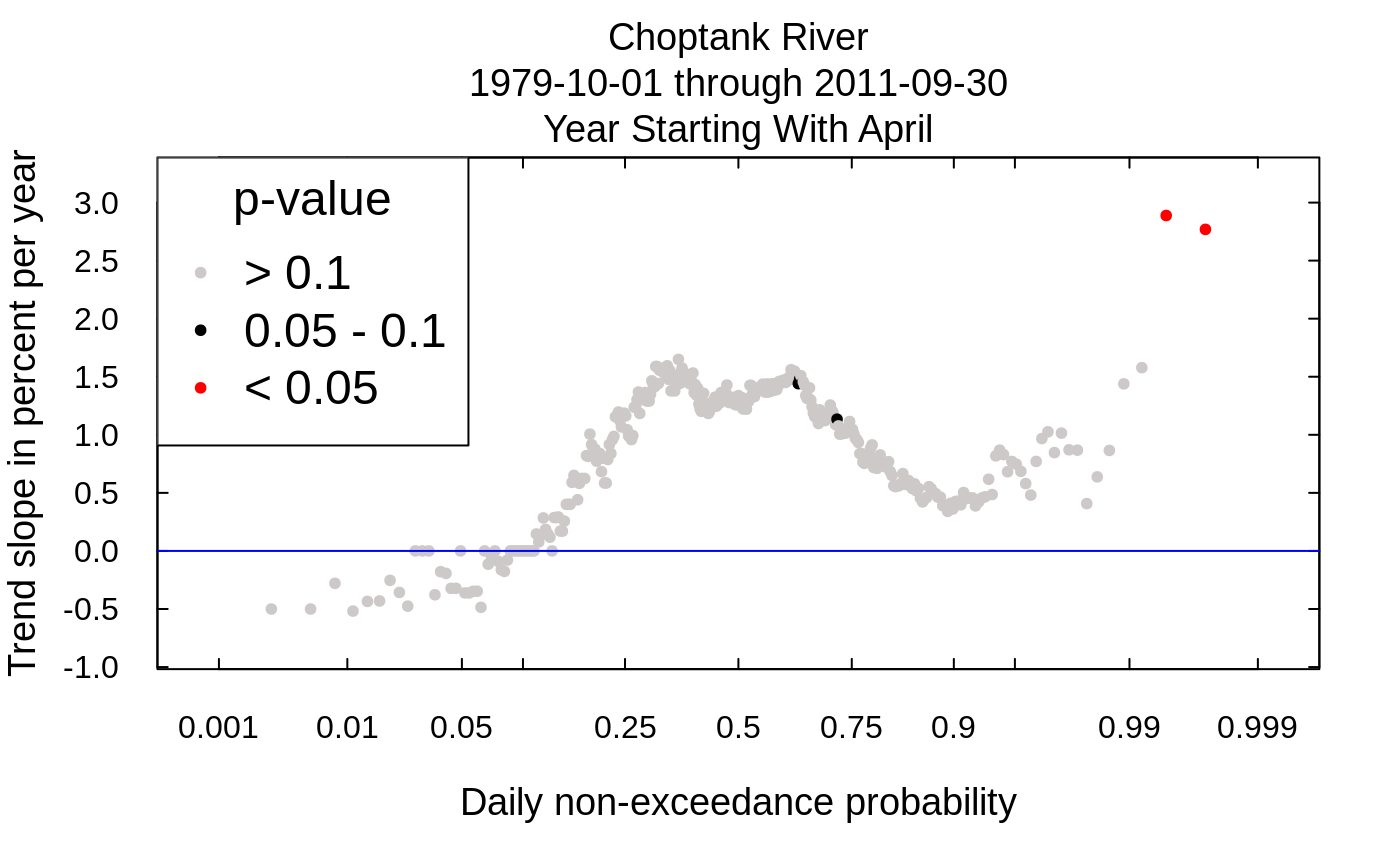 Choptank River
1979-10-01 through 2011-09-30
Year Starting With April
Trend slope in percent per year
p-value
> 0.1
0.05 - 0.1
< 0.05
3.0
2.5
2.0
1.5
1.0
0.5
0.0
-0.5
-1.0
0.001 0.01 0.05 0.25 0.5 0.75 0.9 0.99 0.999
Daily non-exceedance probability